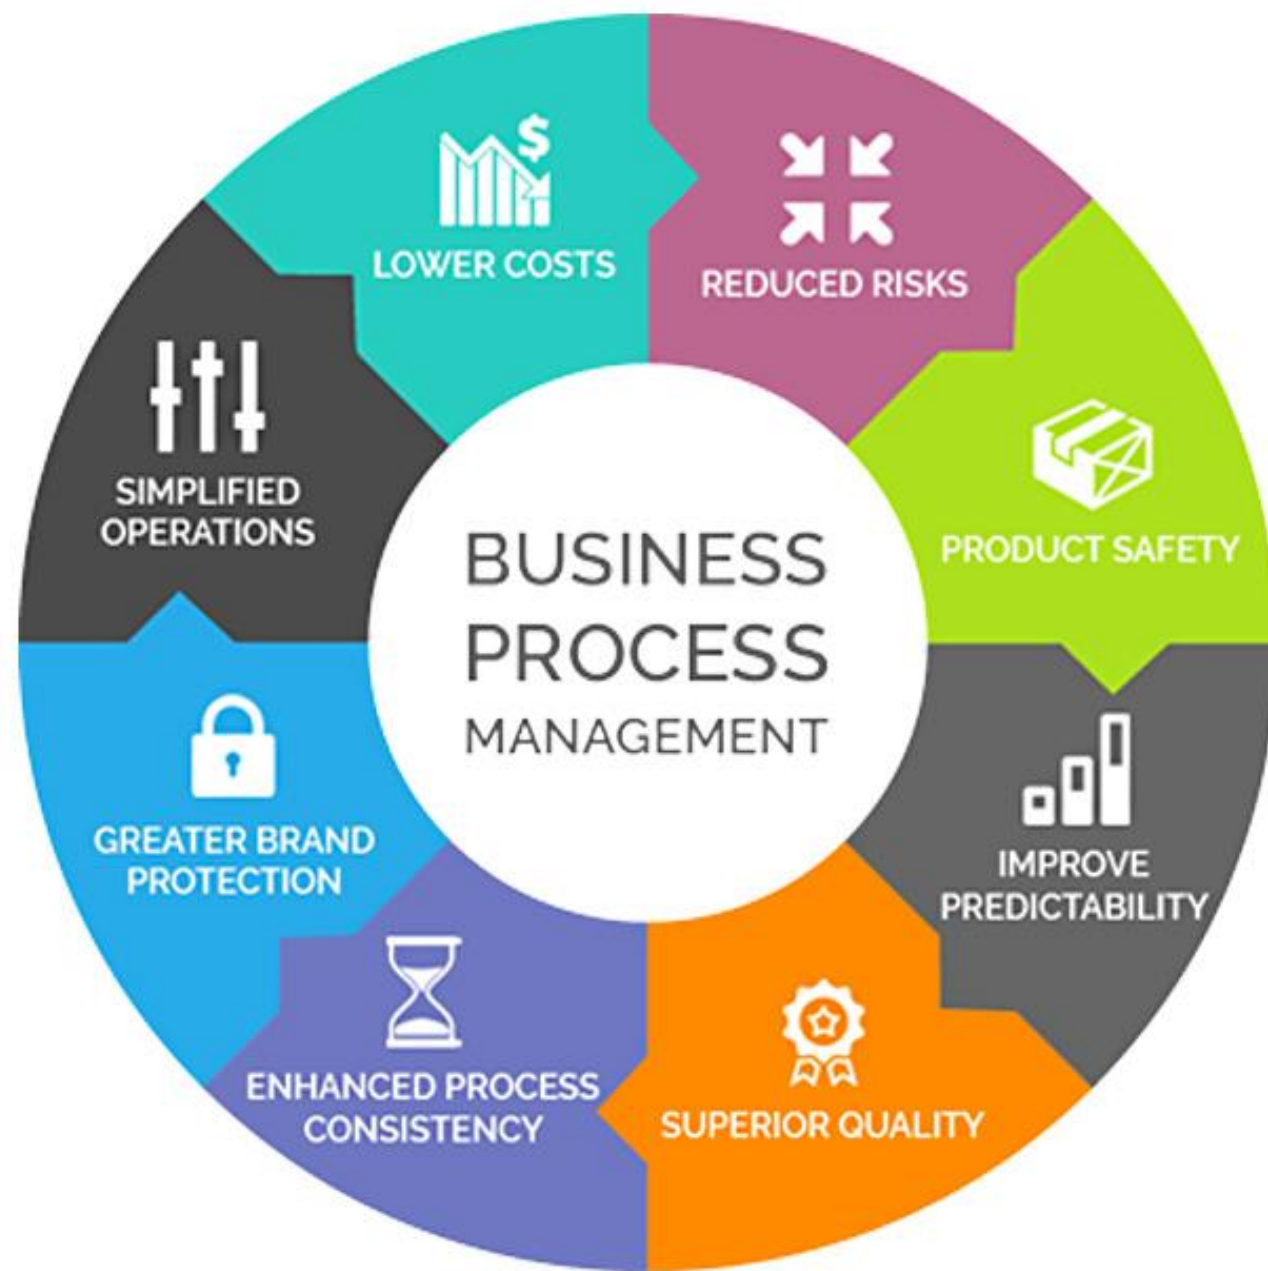 LOWER COSTS
REDUCED RISKS
PRODUCT SAFETY
IMPROVE
PREDICTABILITY
SUPERIOR QUALITY
ENHANCED PROCESS
CONSISTENCY
GREATER BRAND
PROTECTION
SIMPLIFIED
OPERATIONS
BUSINESS
PROCESS
MANAGEMENT
$